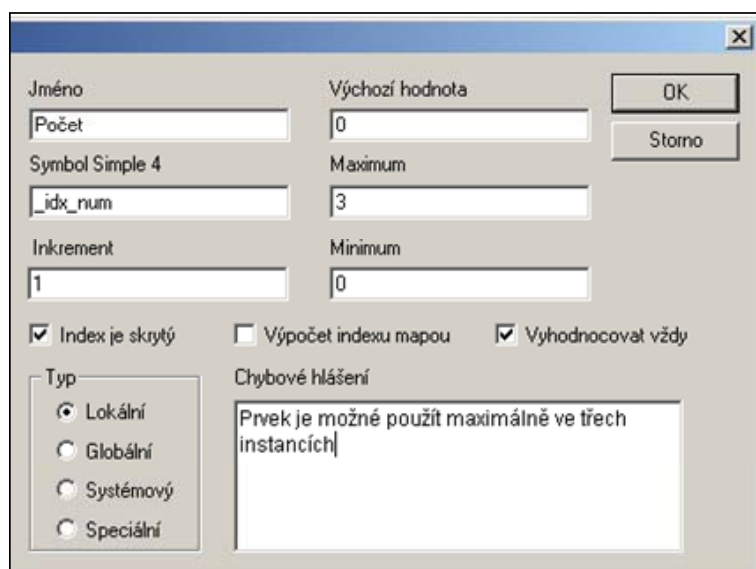 Jméno
Výchozí hodnota
OK
Počet
0
Storno
Symbol Simple 4
Maximum
_idx_num
3
Inkrement
Minimum
1
0
Index je skrytý
Výpočet indexu mapou
Vyhodnocovat vždy
Typ
Chybové hlášení
Lokální
Globální
Systémový
Speciální
Prvek je možné použít maximálně ve třech
instancích